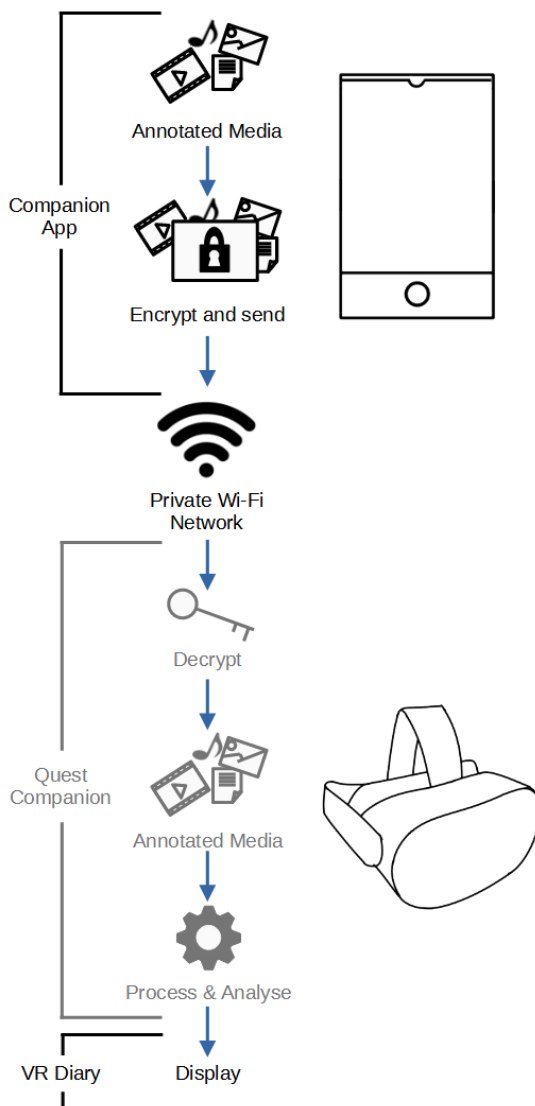 Annotated Media
Companion
App
Encrypt and send
Private Wi-Fi
Network
Decrypt
Quest
Companion
Annotated Media
Process & Analyse
VR Diary
Display